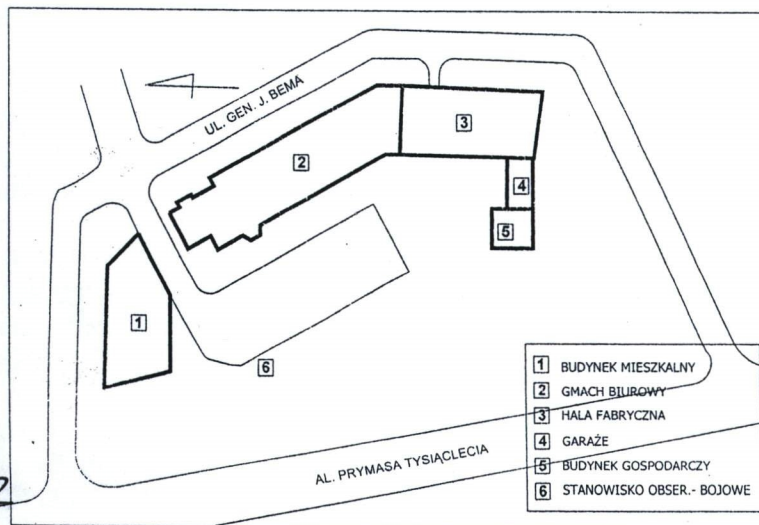 UL. GEN. J. BEMA
3
2
4
5
1
6
AL. PRYMASA TYSIĄCLECIA
1 BUDYNEK MIESZKALNY
2 GMACH BIUROWY
3 HALA FABRYCZNA
4 GARAŻE
5 BUDYNEK GOSPODARCZY
6 STANOWISKO OBSER.- BOJOWE